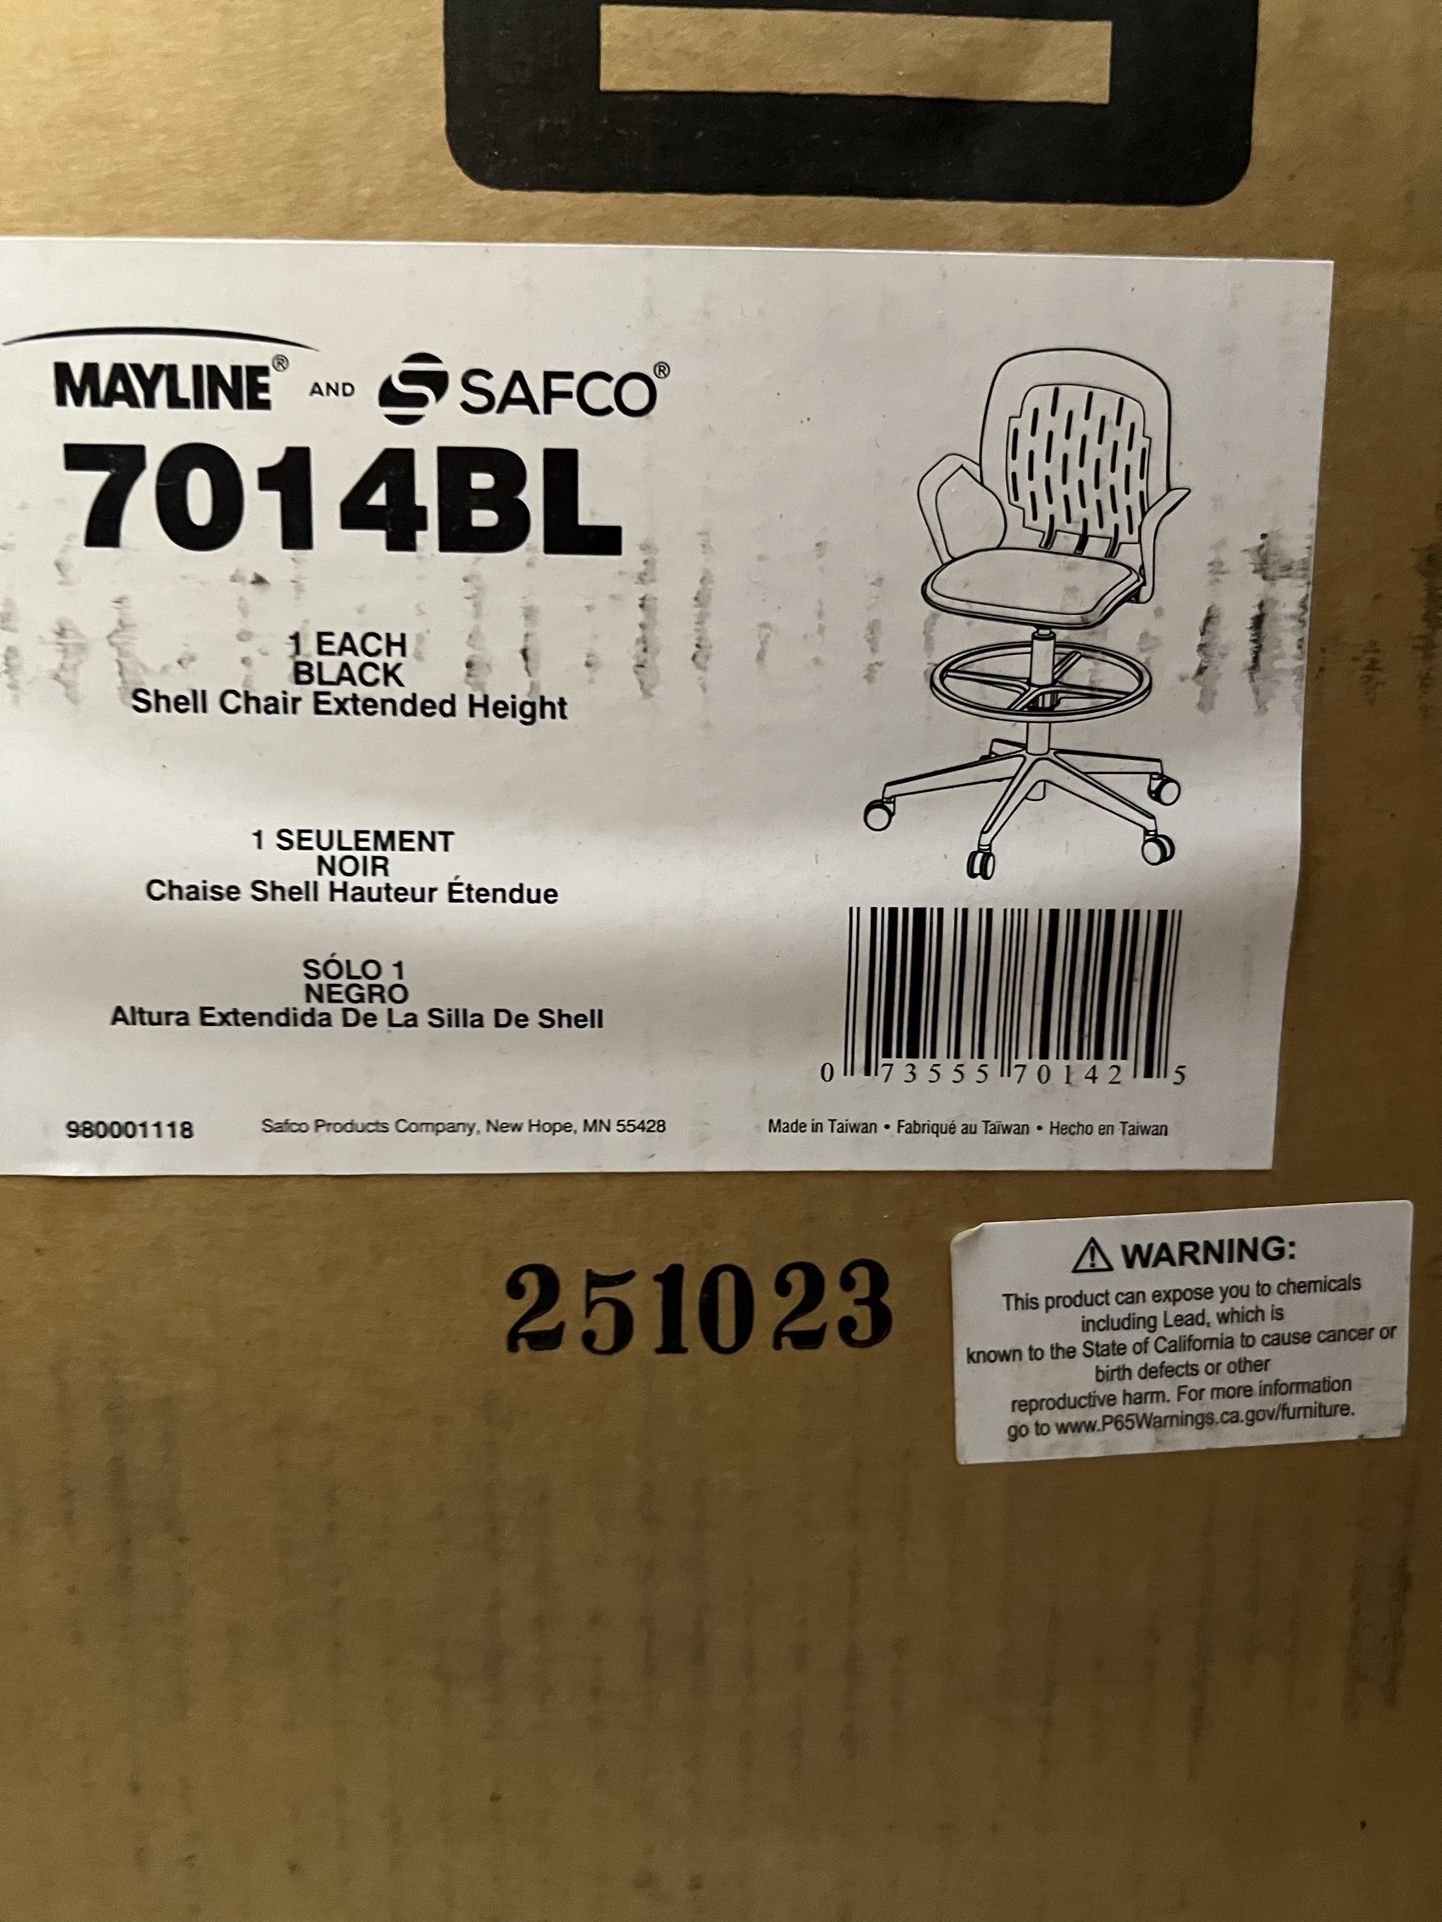 MAYLINE® AND SAFCO®
7014BL
1 EACH
BLACK
Shell Chair Extended Height
1 SEULEMENT
NOIR
Chaise Shell Hauteur Étendue
SÓLO 1
NEGRO
Altura Extendida De La Silla De Shell
0 73555 70142 5
980001118
Safco Products Company, New Hope, MN 55428
Made in Taiwan • Fabriqué au Taïwan • Hecho en Taiwan
251023
⚠ WARNING:
This product can expose you to chemicals
including Lead, which is
known to the State of California to cause cancer or
birth defects or other
reproductive harm. For more information
go to www.P65Warnings.ca.gov/furniture.